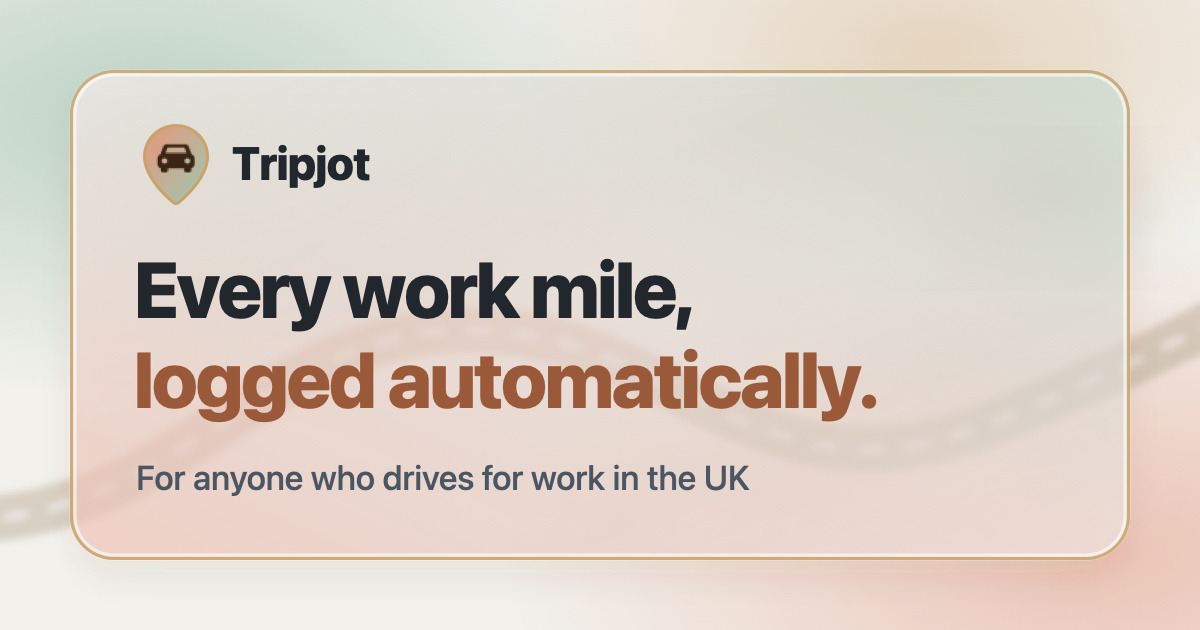 Tripjot
Every work mile,
logged automatically.
For anyone who drives for work in the UK